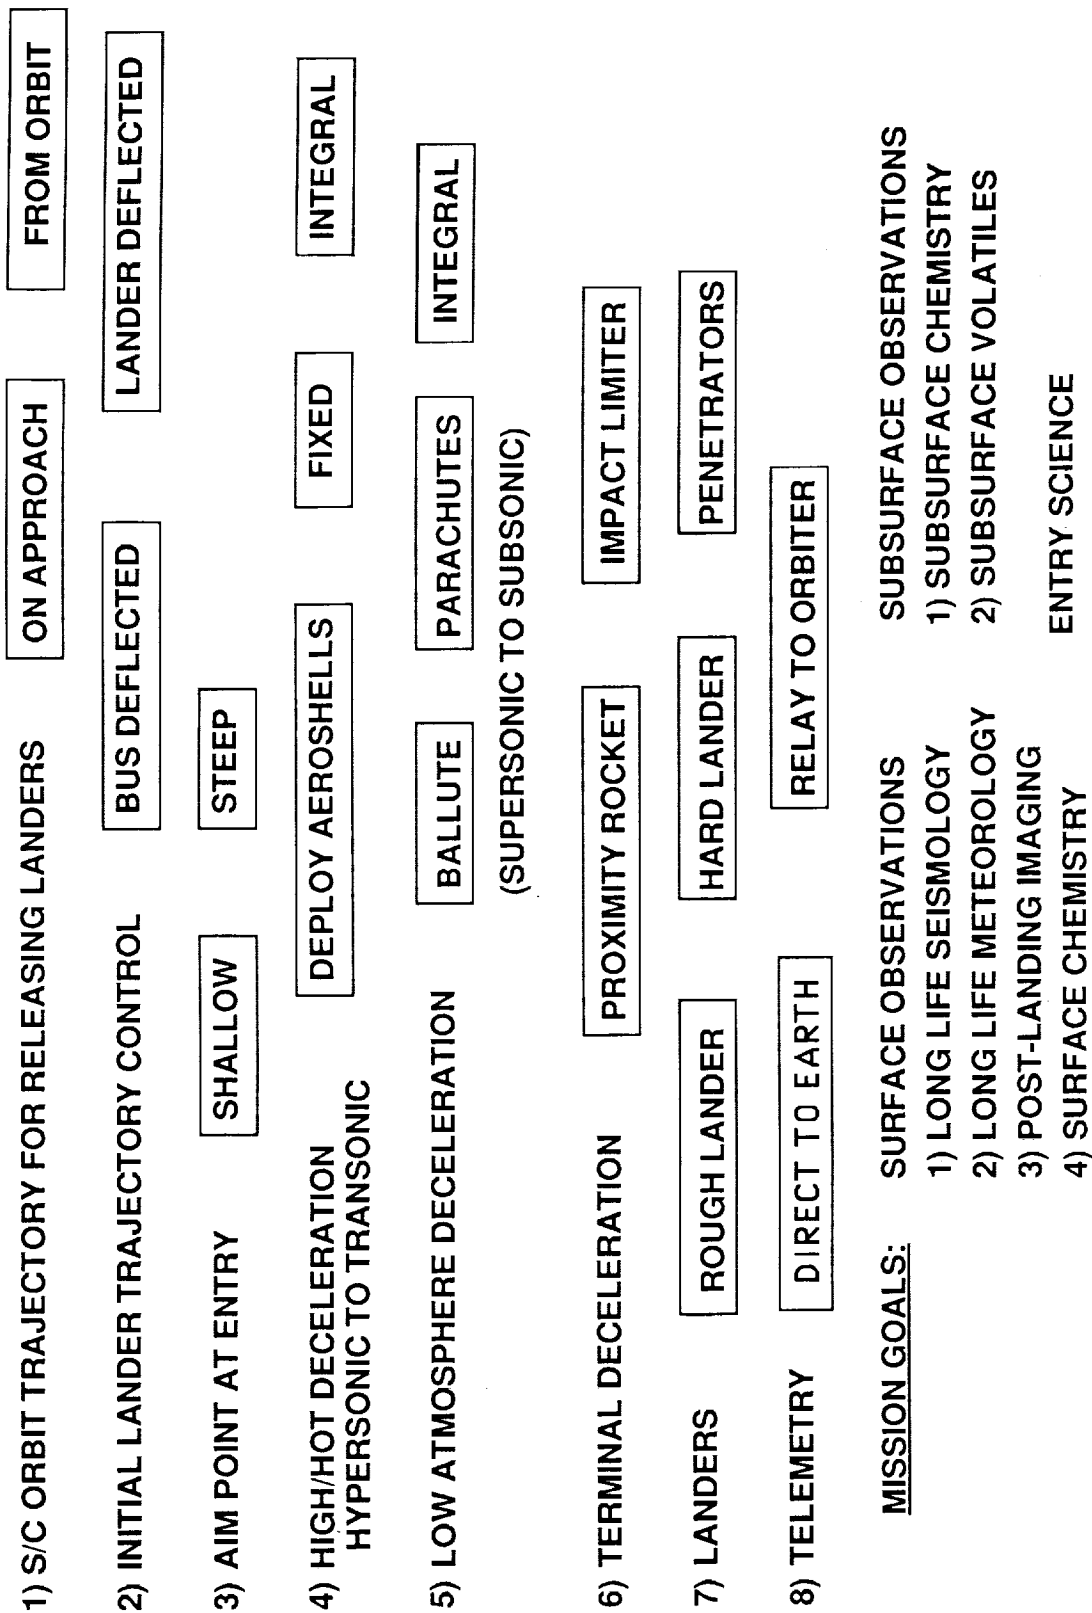 1) S/C ORBIT TRAJECTORY FOR RELEASING LANDERS ON APPROACH FROM ORBIT
2) INITIAL LANDER TRAJECTORY CONTROL BUS DEFLECTED LANDER DEFLECTED
3) AIM POINT AT ENTRY SHALLOW STEEP
4) HIGH/HOT DECELERATION DEPLOY AEROSHELLS FIXED INTEGRAL
HYPERSONIC TO TRANSONIC
5) LOW ATMOSPHERE DECELERATION BALLUTE PARACHUTES INTEGRAL
(SUPERSONIC TO SUBSONIC)
6) TERMINAL DECELERATION PROXIMITY ROCKET IMPACT LIMITER
7) LANDERS ROUGH LANDER HARD LANDER PENETRATORS
8) TELEMETRY DIRECT TO EARTH RELAY TO ORBITER
MISSION GOALS:
SURFACE OBSERVATIONS
1) LONG LIFE SEISMOLOGY
2) LONG LIFE METEOROLOGY
3) POST-LANDING IMAGING
4) SURFACE CHEMISTRY
SUBSURFACE OBSERVATIONS
1) SUBSURFACE CHEMISTRY
2) SUBSURFACE VOLATILES
ENTRY SCIENCE